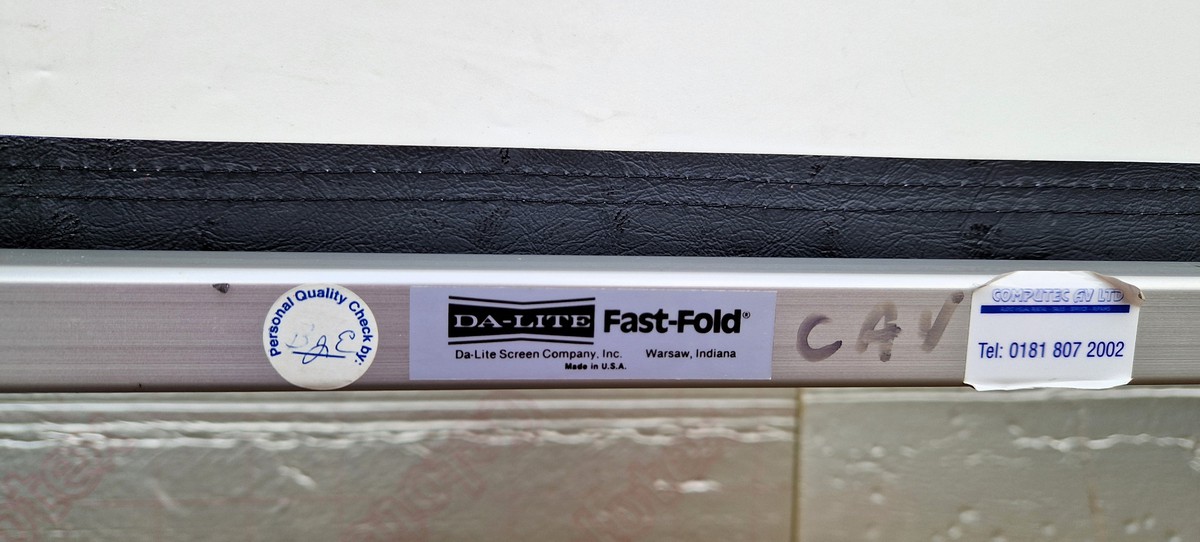 Personal Quality Check by:
DA-LITE Fast-Fold®
Da-Lite Screen Company, Inc. Warsaw, Indiana
Made in U.S.A.
CAV
COMPUTEC AV LTD
Tel: 0181 807 2002